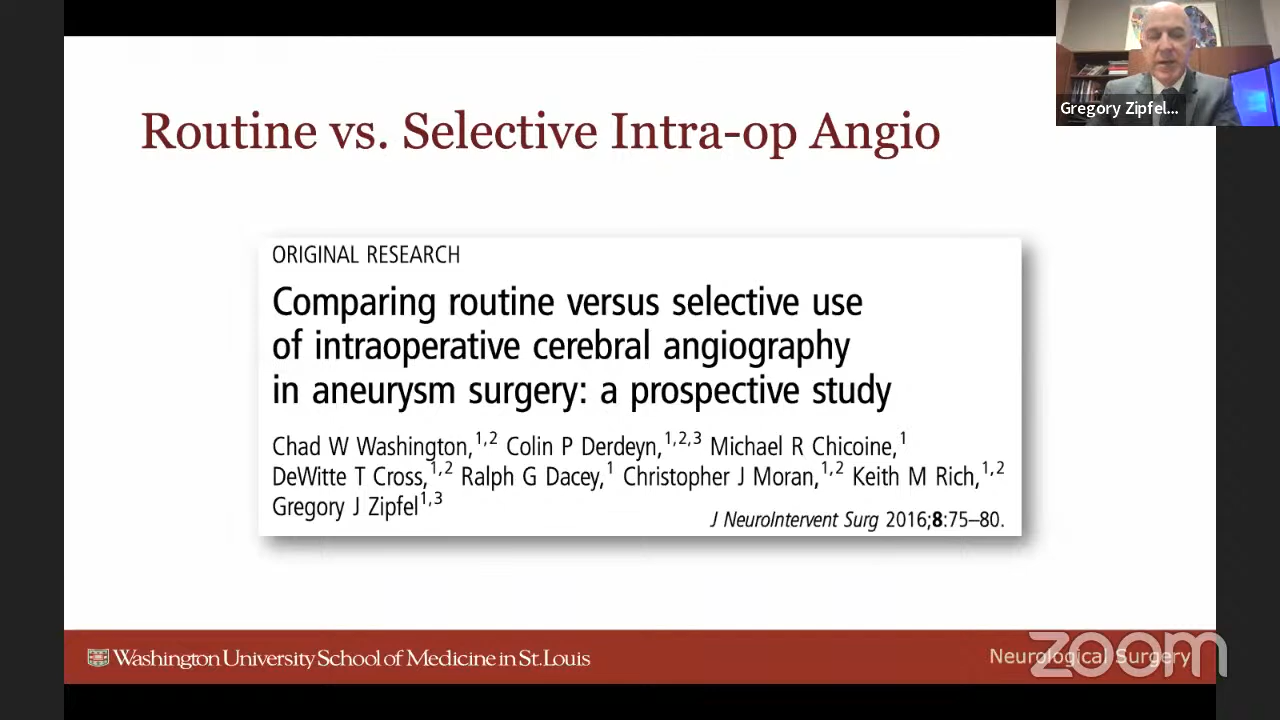 Gregory Zipfel...
Routine vs. Selective Intra-op Angio
ORIGINAL RESEARCH
Comparing routine versus selective use
of intraoperative cerebral angiography
in aneurysm surgery: a prospective study
Chad W Washington,1,2 Colin P Derdeyn,1,2,3 Michael R Chicoine,1
DeWitte T Cross,1,2 Ralph G Dacey,1 Christopher J Moran,1,2 Keith M Rich,1,2
Gregory J Zipfel1,3
J NeuroIntervent Surg 2016;8:75–80.
Washington University School of Medicine in St. Louis
Neurological Surgery
zoom